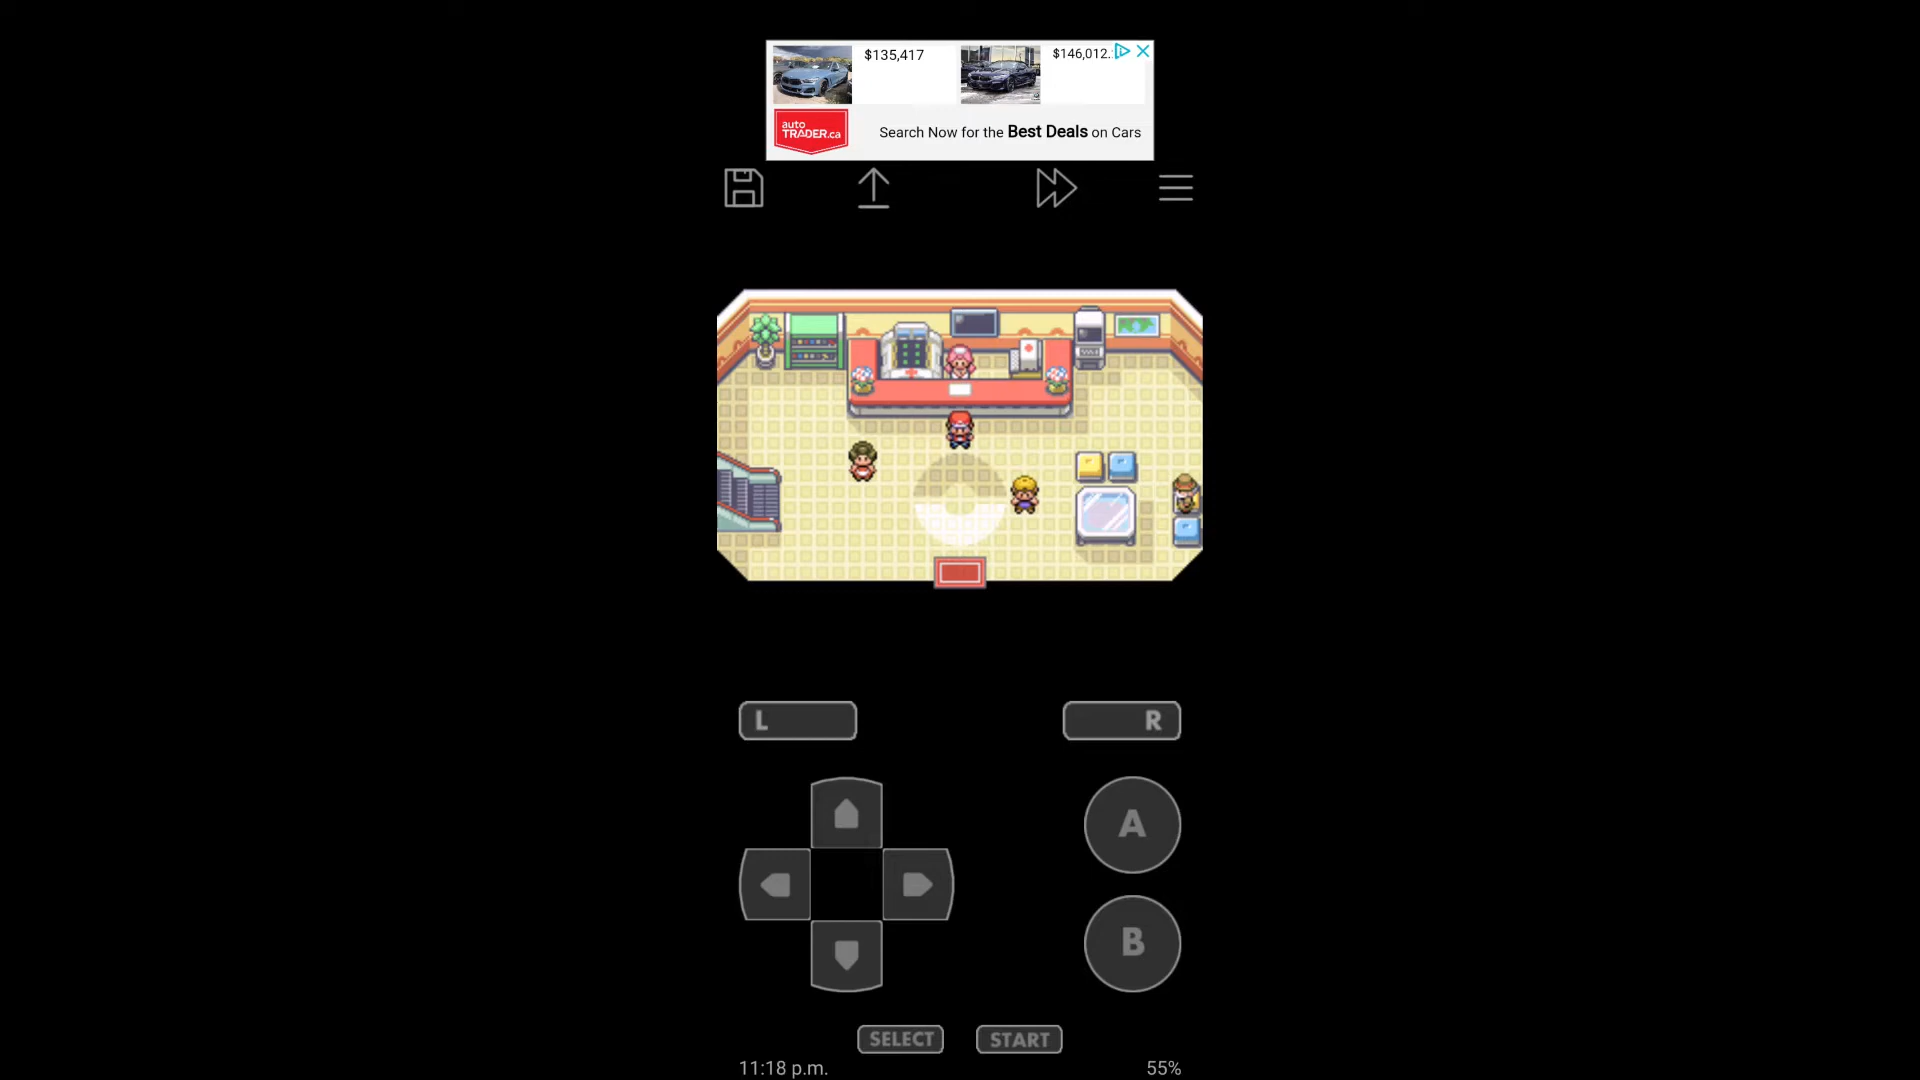 $135,417
$146,012.
auto
TRADER.ca
Search Now for the Best Deals on Cars
L
R
A
B
SELECT
START
11:18 p.m.
55%